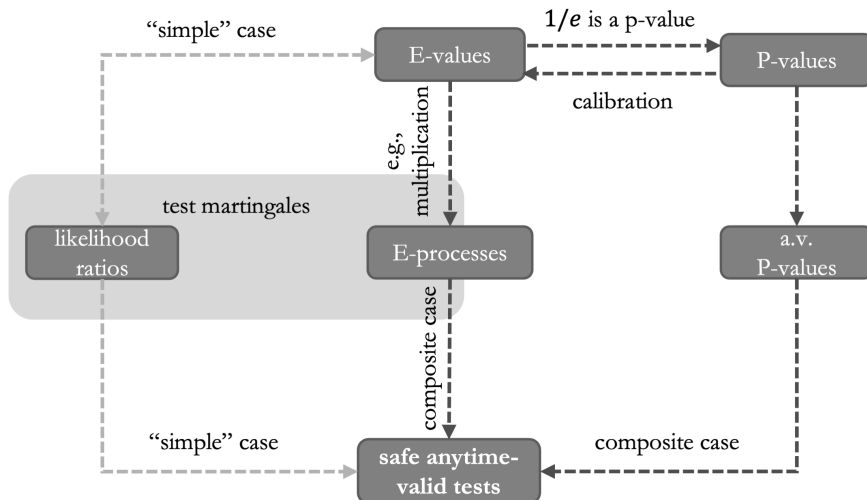 “simple” case
E-values
1/e is a p-value
P-values
calibration
e.g.,
multiplication
test martingales
likelihood
ratios
E-processes
a.v.
P-values
composite case
“simple” case
safe anytime-
valid tests
composite case